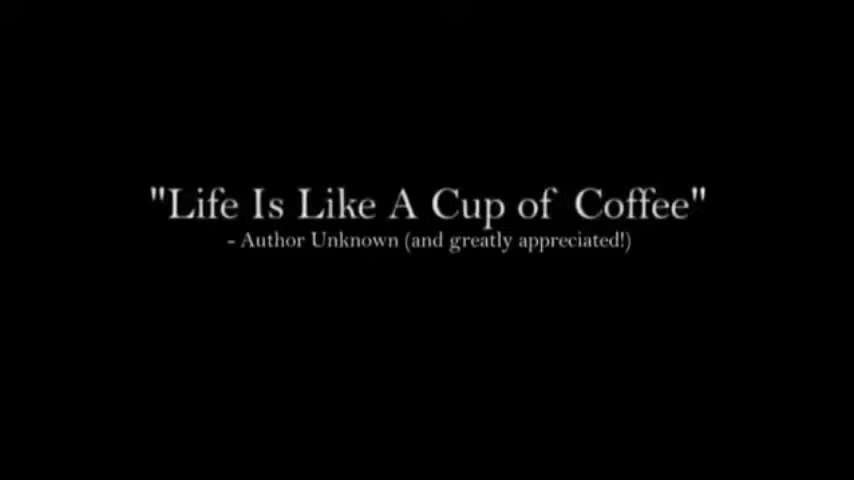 "Life Is Like A Cup of Coffee"
- Author Unknown (and greatly appreciated!)